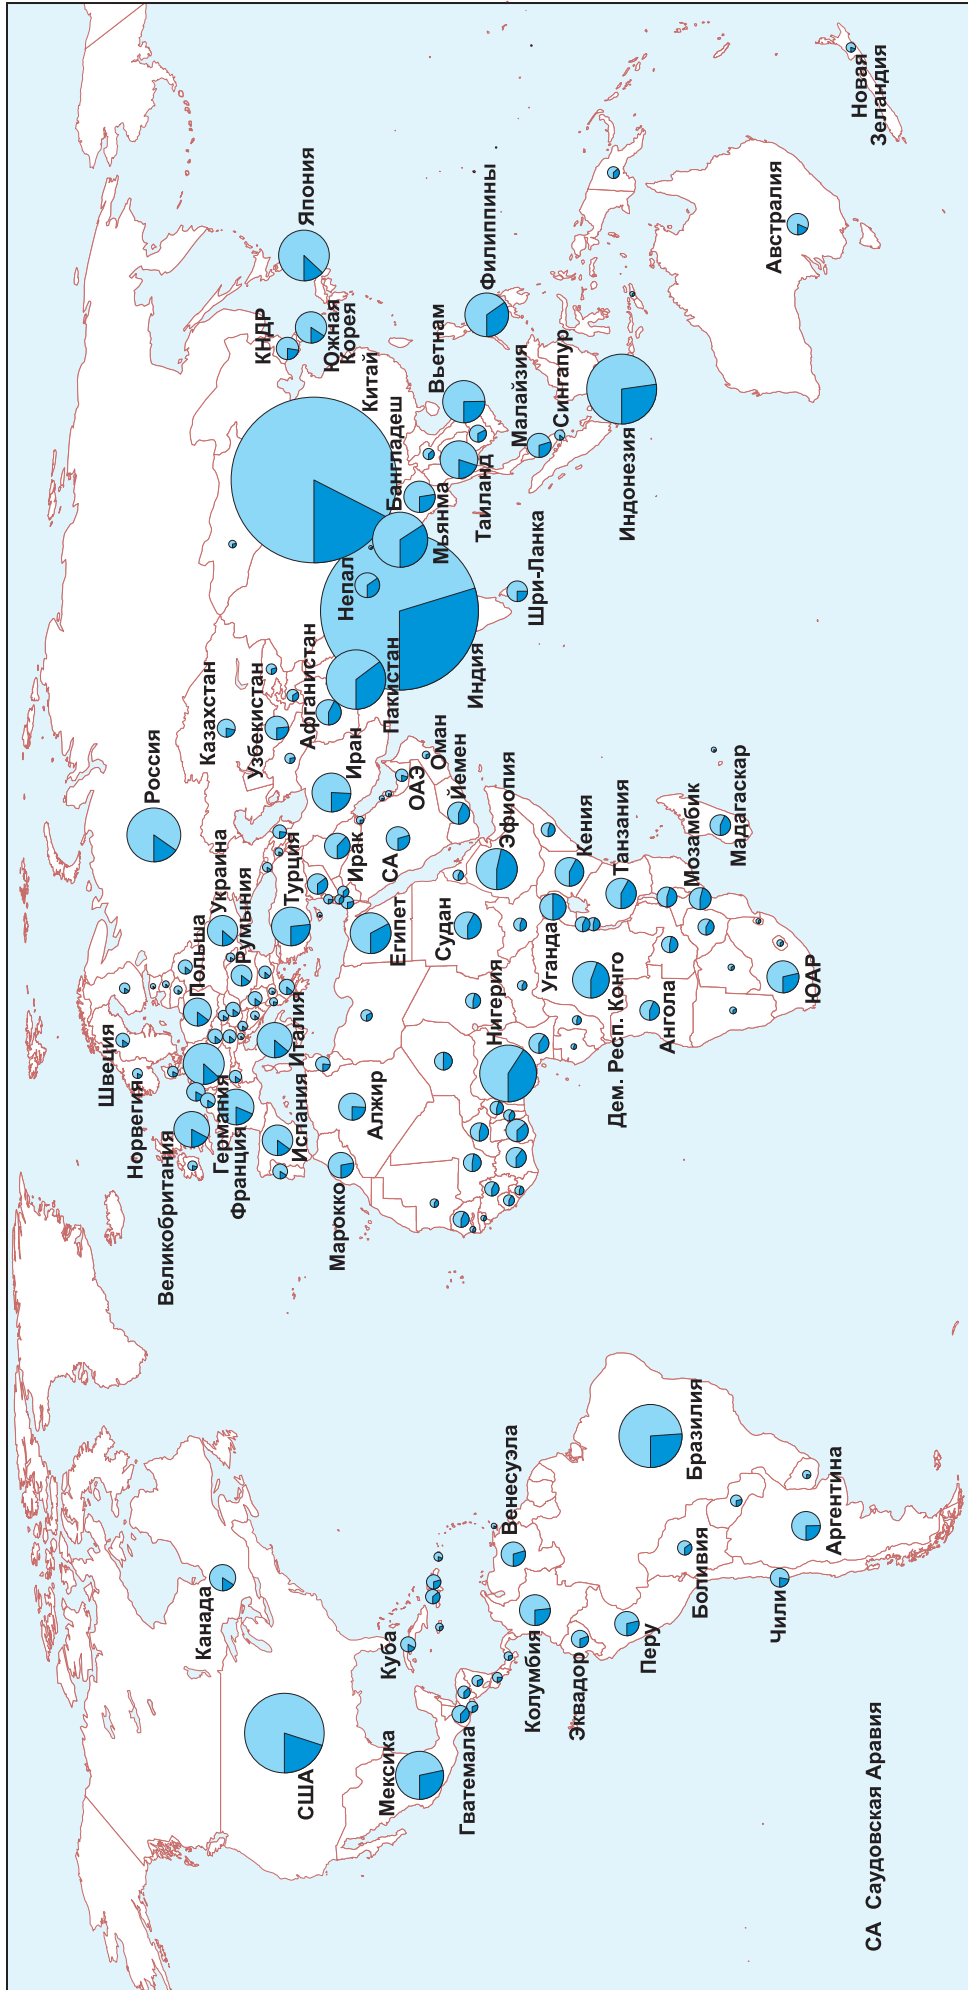 Канада
США
Мексика
Куба
Гватемала
Венесуэла
Колумбия
Эквадор
Перу
Бразилия
Боливия
Чили
Аргентина
Швеция
Норвегия
Великобритания
Германия
Франция
Испания
Италия
Польша
Украина
Румыния
Турция
Россия
Казахстан
Узбекистан
Афганистан
Пакистан
Иран
Ирак
СА
ОАЭ
Оман
Йемен
Марокко
Алжир
Египет
Судан
Нигерия
Эфиопия
Уганда
Кения
Дем. Респ. Конго
Танзания
Ангола
Мозамбик
Мадагаскар
ЮАР
Индия
Непал
Шри-Ланка
Бангладеш
Мьянма
Китай
КНДР
Южная
Корея
Япония
Таиланд
Вьетнам
Филиппины
Малайзия
Сингапур
Индонезия
Австралия
Новая
Зеландия
СА Саудовская Аравия